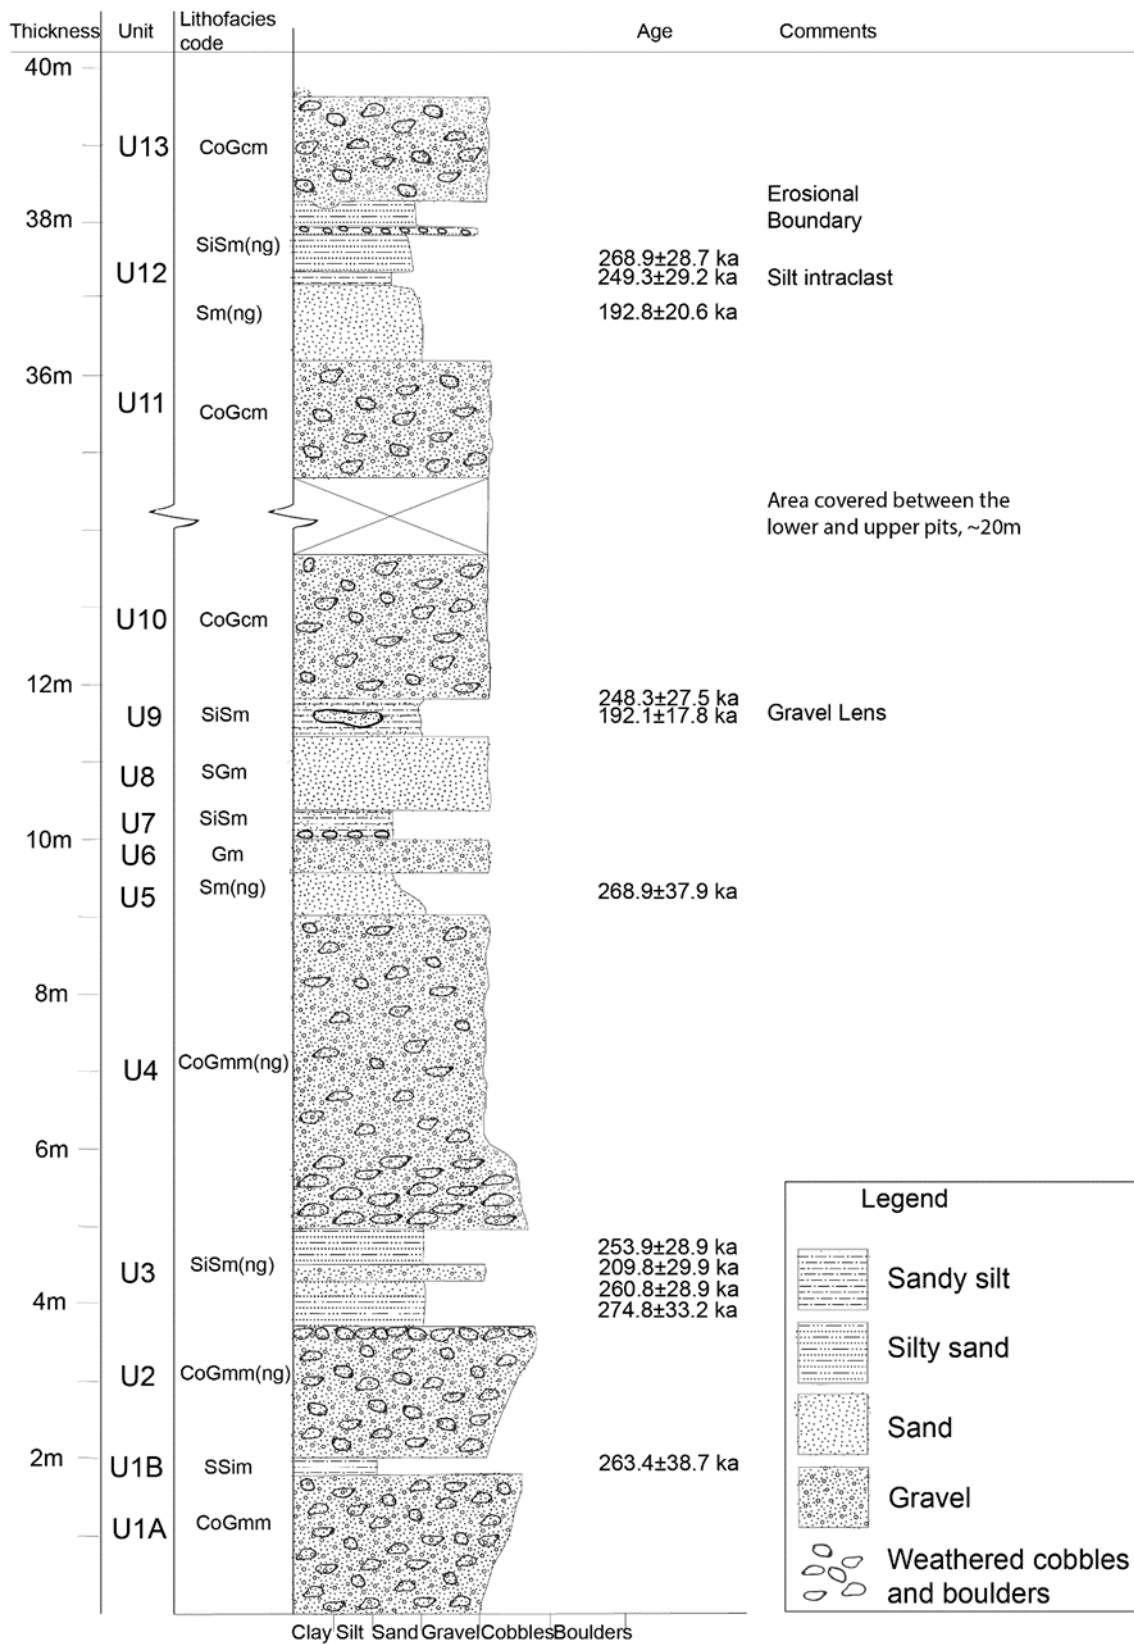 Thickness Unit Lithofacies code Age Comments
40m
U13 CoGcm
Erosional
Boundary
38m
SiSm(ng)
268.9±28.7 ka
U12 249.3±29.2 ka Silt intraclast
Sm(ng) 192.8±20.6 ka
36m
U11 CoGcm
Area covered between the
lower and upper pits, ~20m
U10 CoGcm
12m
248.3±27.5 ka
U9 SiSm 192.1±17.8 ka Gravel Lens
U8 SGm
U7 SiSm
10m
U6 Gm
U5 Sm(ng) 268.9±37.9 ka
8m
U4 CoGmm(ng)
6m
253.9±28.9 ka
U3 SiSm(ng) 209.8±29.9 ka
260.8±28.9 ka
4m 274.8±33.2 ka
U2 CoGmm(ng)
2m
U1B SSim 263.4±38.7 ka
U1A CoGmm
Clay Silt Sand Gravel Cobbles Boulders
Legend
Sandy silt
Silty sand
Sand
Gravel
Weathered cobbles
and boulders